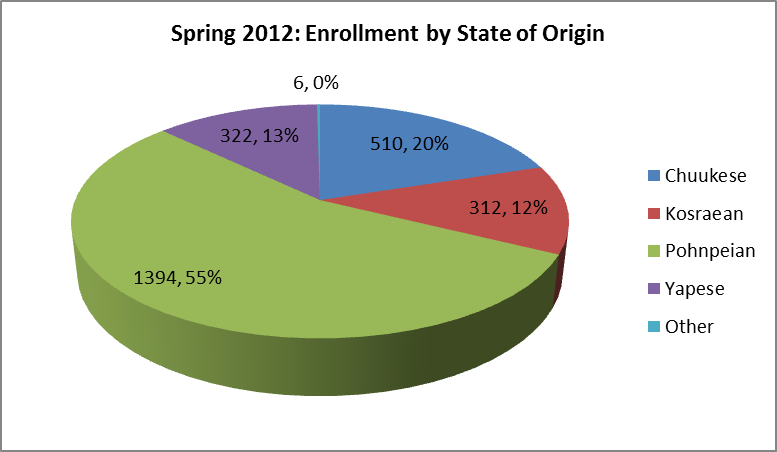 Spring 2012: Enrollment by State of Origin
6, 0%
322, 13%
510, 20%
312, 12%
1394, 55%
Chuukese
Kosraean
Pohnpeian
Yapese
Other